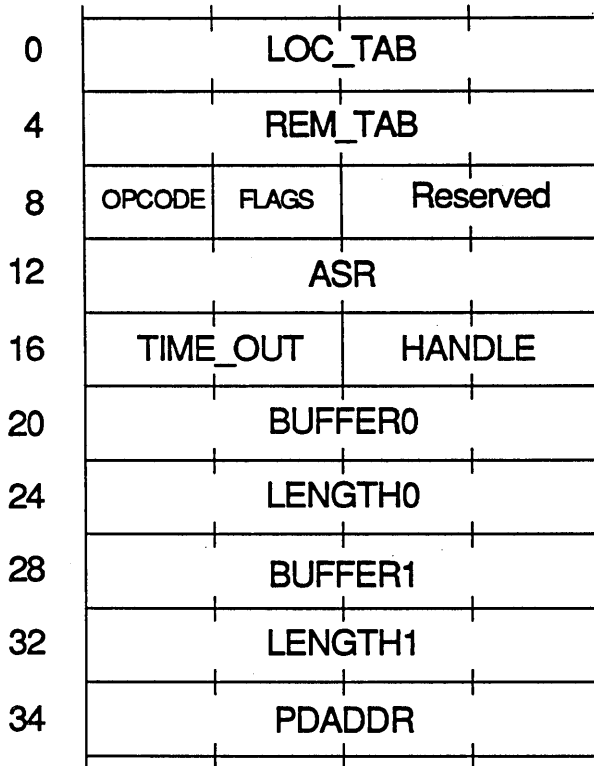 0 LOC_TAB
4 REM_TAB
8 OPCODE FLAGS Reserved
12 ASR
16 TIME_OUT HANDLE
20 BUFFER0
24 LENGTH0
28 BUFFER1
32 LENGTH1
34 PDADDR